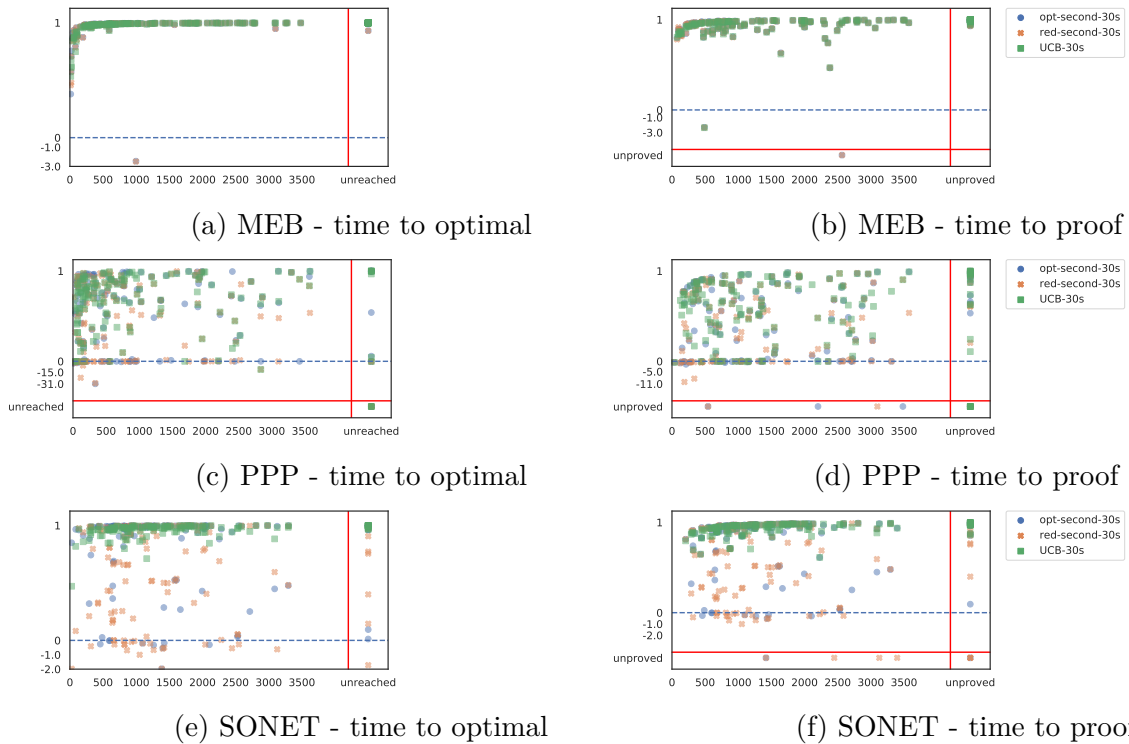 1
0
-1.0
-3.0
0 500 1000 1500 2000 2500 3000 3500 unreached
(a) MEB - time to optimal
1
0
-1.0
-3.0
unproved
0 500 1000 1500 2000 2500 3000 3500 unproved
opt-second-30s
red-second-30s
UCB-30s
(b) MEB - time to proof
1
0
-15.0
-31.0
unreached
0 500 1000 1500 2000 2500 3000 3500 unreached
(c) PPP - time to optimal
1
0
-5.0
-11.0
unproved
0 500 1000 1500 2000 2500 3000 3500 unproved
opt-second-30s
red-second-30s
UCB-30s
(d) PPP - time to proof
1
0
-1.0
-2.0
0 500 1000 1500 2000 2500 3000 3500 unreached
(e) SONET - time to optimal
1
0
-1.0
-2.0
unproved
0 500 1000 1500 2000 2500 3000 3500 unproved
opt-second-30s
red-second-30s
UCB-30s
(f) SONET - time to proof